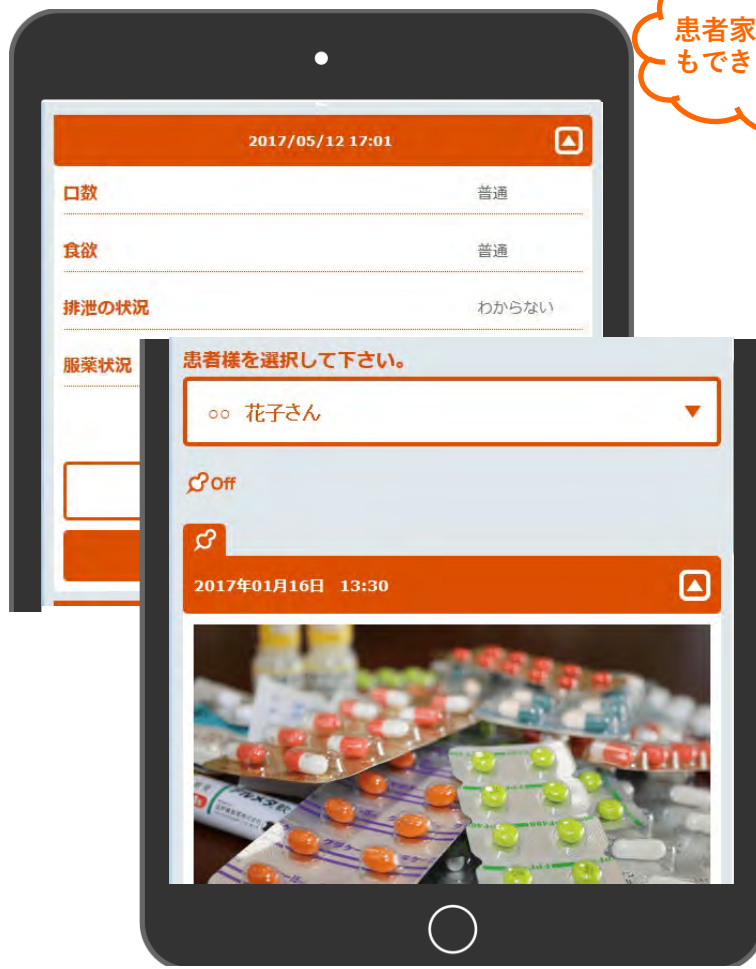 患者家
もでき
2017/05/12 17:01
口数 普通
食欲 普通
排泄の状況 わからない
服薬状況
患者様を選択して下さい。
○○ 花子さん
Off
2017年01月16日 13:30